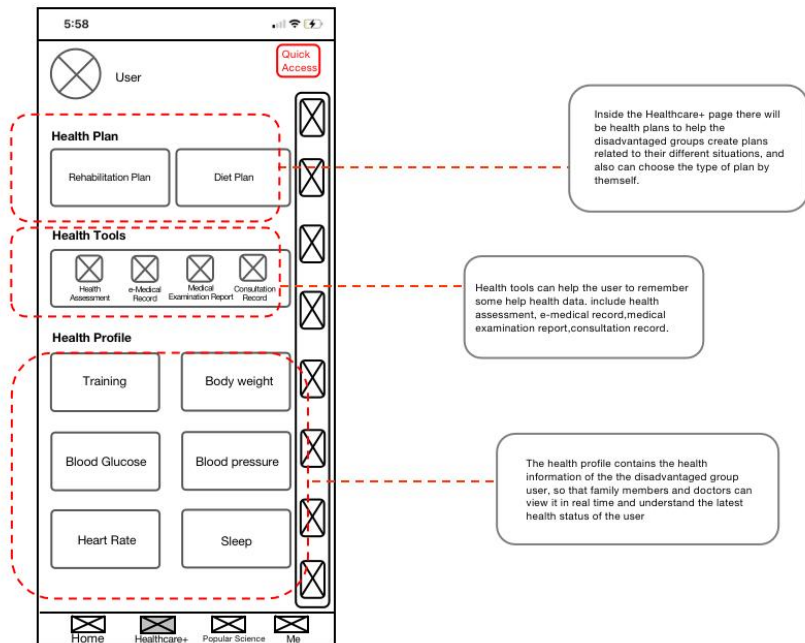 5:58
User
Quick
Access
Health Plan
Rehabilitation Plan
Diet Plan
Health Tools
Health
Assessment
e-Medical
Record
Medical
Examination Report
Consultation
Record
Health Profile
Training
Body weight
Blood Glucose
Blood pressure
Heart Rate
Sleep
Home
Healthcare+
Popular Science
Me
Inside the Healthcare+ page there will
be health plans to help the
disadvantaged groups create plans
related to their different situations, and
also can choose the type of plan by
themself.
Health tools can help the user to remember
some help health data. include health
assessment, e-medical record,medical
examination report,consultation record.
The health profile contains the health
information of the the disadvantaged group
user, so that family members and doctors can
view it in real time and understand the latest
health status of the user